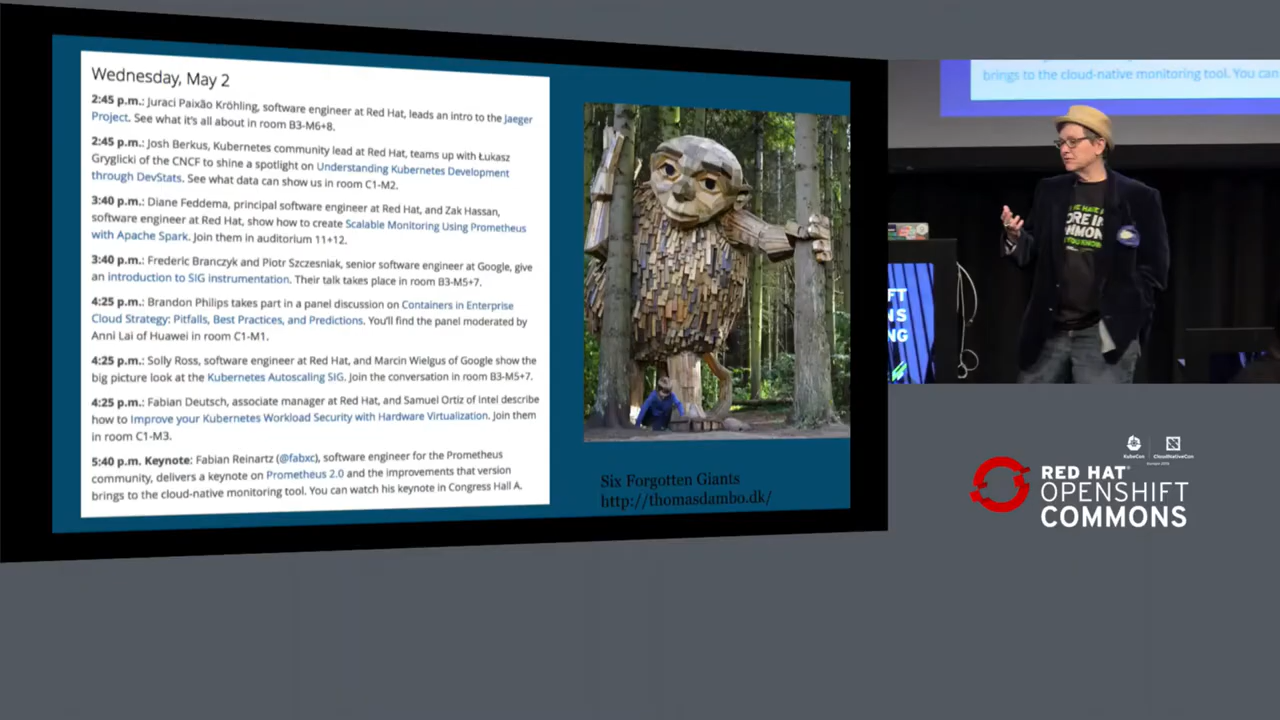 Wednesday, May 2
2:45 p.m.: Juraci Paixão Kröhling, software engineer at Red Hat, leads an intro to the Jaeger
Project. See what it's all about in room B3-M6+8.
2:45 p.m.: Josh Berkus, Kubernetes community lead at Red Hat, teams up with Łukasz
Gryglicki of the CNCF to shine a spotlight on Understanding Kubernetes Development
through DevStats. See what data can show us in room C1-M2.
3:40 p.m.: Diane Feddema, principal software engineer at Red Hat, and Zak Hassan,
software engineer at Red Hat, show how to create Scalable Monitoring Using Prometheus
with Apache Spark. Join them in auditorium 11+12.
3:40 p.m.: Frederic Branczyk and Piotr Szczesniak, senior software engineer at Google, give
an introduction to SIG instrumentation. Their talk takes place in room B3-M5+7.
4:25 p.m.: Brandon Philips takes part in a panel discussion on Containers in Enterprise
Cloud Strategy: Pitfalls, Best Practices, and Predictions. You'll find the panel moderated by
Anni Lai of Huawei in room C1-M1.
4:25 p.m.: Solly Ross, software engineer at Red Hat, and Marcin Wielgus of Google show the
big picture look at the Kubernetes Autoscaling SIG. Join the conversation in room B3-M5+7.
4:25 p.m.: Fabian Deutsch, associate manager at Red Hat, and Samuel Ortiz of Intel describe
how to Improve your Kubernetes Workload Security with Hardware Virtualization. Join them
in room C1-M3.
5:40 p.m. Keynote: Fabian Reinartz (@fabxc), software engineer for the Prometheus
community, delivers a keynote on Prometheus 2.0 and the improvements that version
brings to the cloud-native monitoring tool. You can watch his keynote in Congress Hall A.
Six Forgotten Giants
http://thomasdambo.dk/
brings to the cloud-native monitoring tool. You can
ORE IN
MMON
YOU KNOW
FT
NS
NG
KubeCon
CloudNativeCon
Europe 2018
RED HAT®
OPENSHIFT
COMMONS